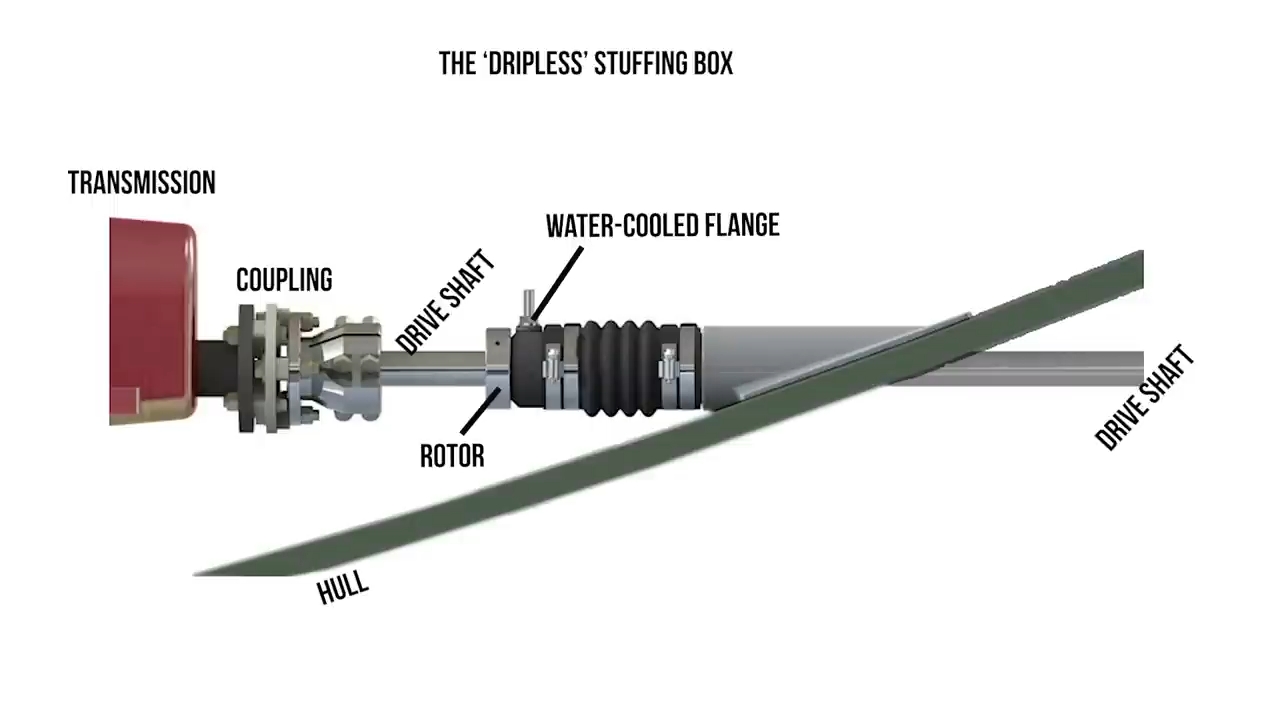 THE ‘DRIPLESS’ STUFFING BOX
TRANSMISSION
WATER-COOLED FLANGE
COUPLING
DRIVE SHAFT
DRIVE SHAFT
ROTOR
HULL